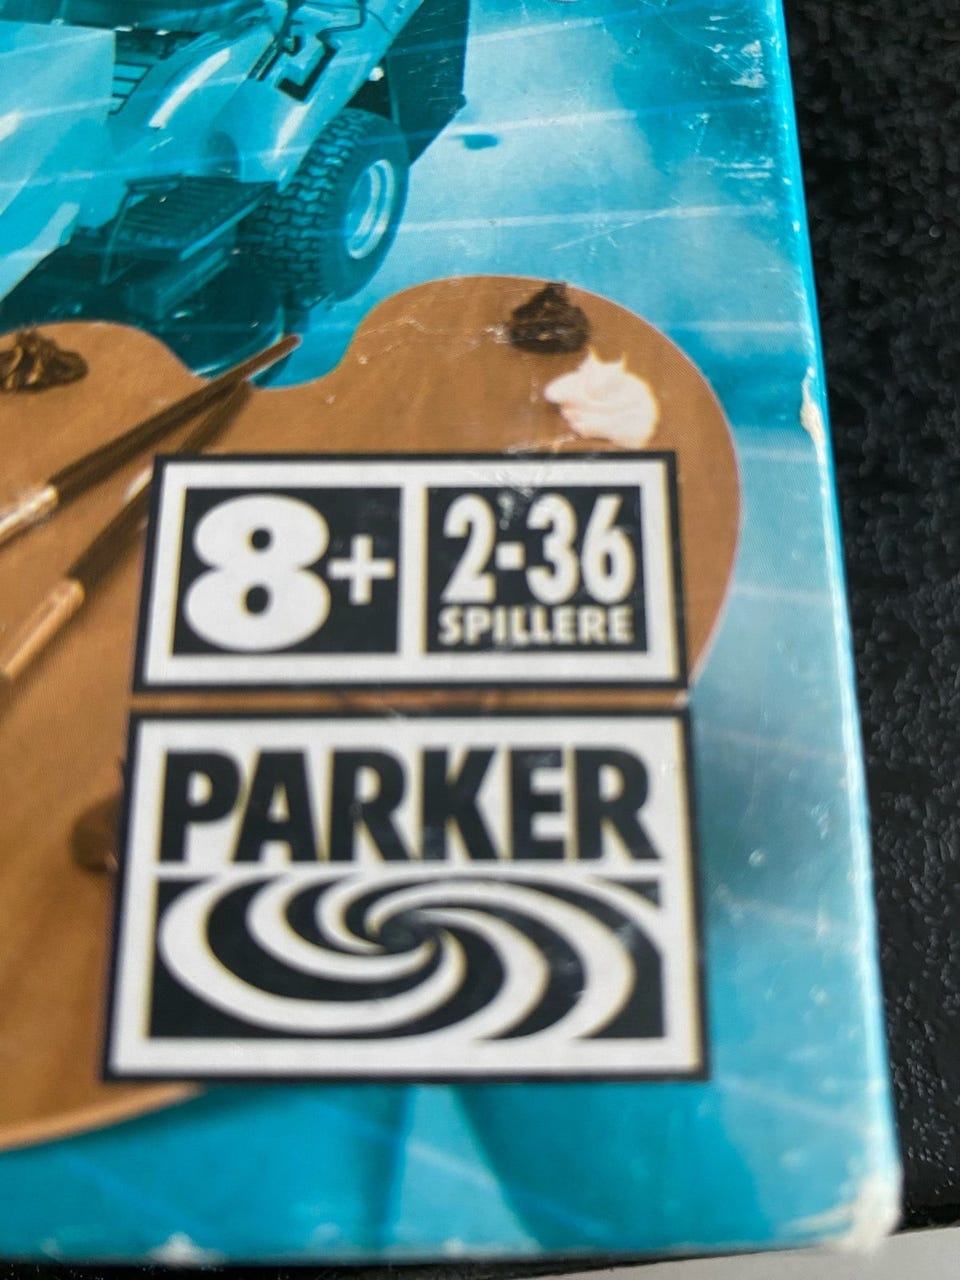 8+
2-36
SPILLERE
PARKER